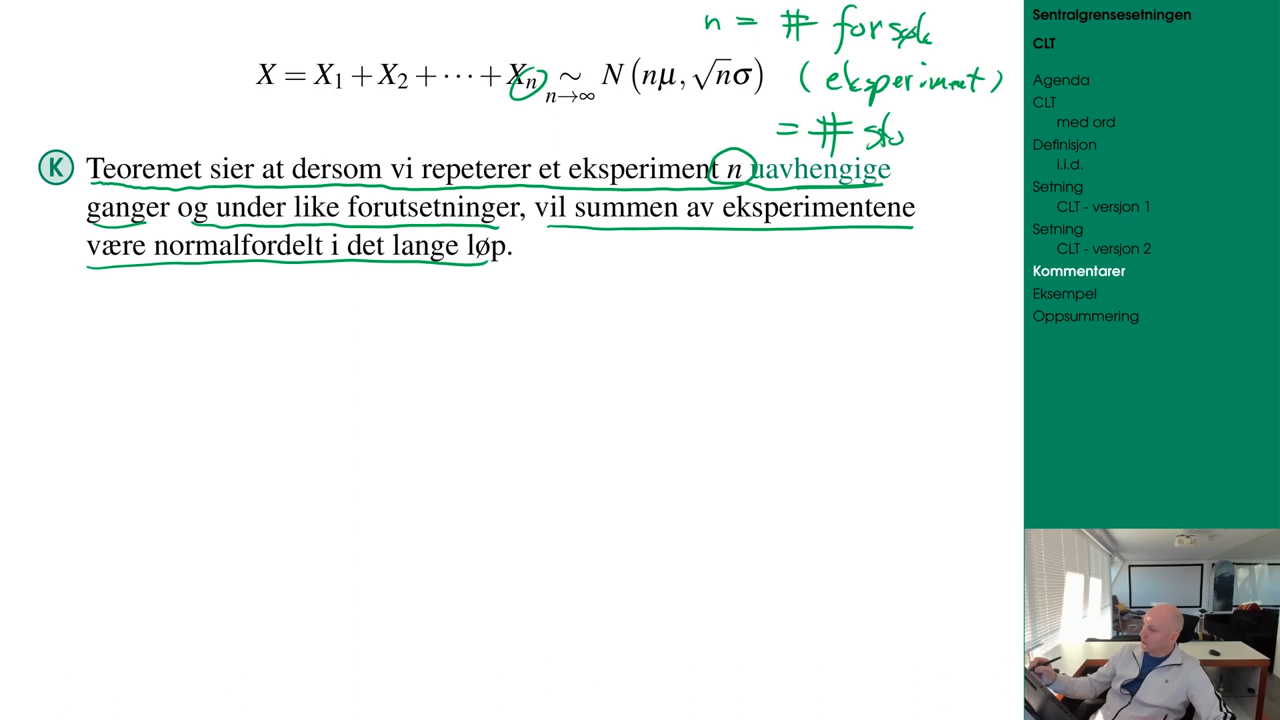 n = # forsøk
X = X₁ + X₂ + ··· + Xₙ ∼ N (nμ, √nσ)
n→∞
(eksperiment)
= # sto
K Teoremet sier at dersom vi repeterer et eksperiment n uavhengige
ganger og under like forutsetninger, vil summen av eksperimentene
være normalfordelt i det lange løp.
Sentralgrensesetningen
CLT
Agenda
CLT
med ord
Definisjon
i.i.d.
Setning
CLT - versjon 1
Setning
CLT - versjon 2
Kommentarer
Eksempel
Oppsummering